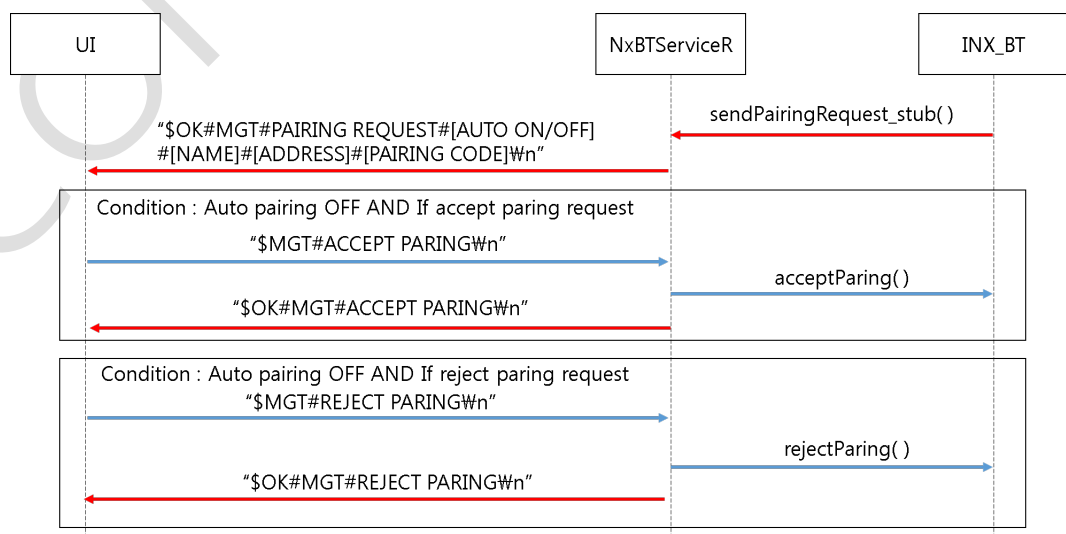 UI
NxBTServiceR
INX_BT
sendPairingRequest_stub( )
“$OK#MGT#PAIRING REQUEST#[AUTO ON/OFF]
#[NAME]#[ADDRESS]#[PAIRING CODE]₩n”
Condition : Auto pairing OFF AND If accept paring request
“$MGT#ACCEPT PARING₩n”
acceptParing( )
“$OK#MGT#ACCEPT PARING₩n”
Condition : Auto pairing OFF AND If reject paring request
“$MGT#REJECT PARING₩n”
rejectParing( )
“$OK#MGT#REJECT PARING₩n”